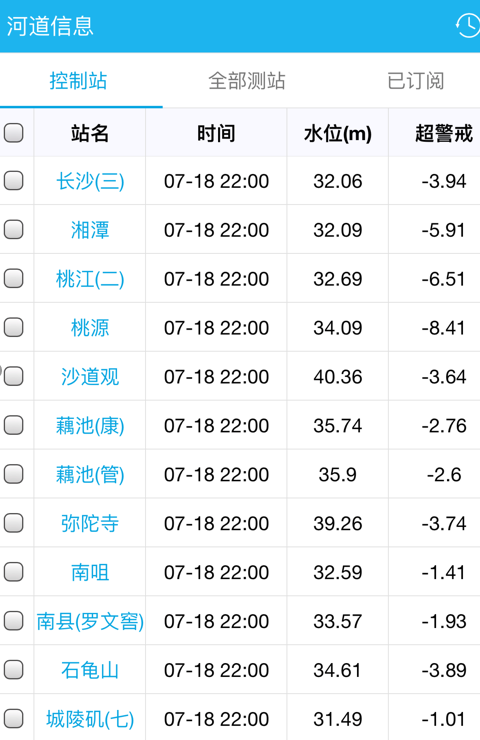 河道信息
控制站 全部测站 已订阅
站名 时间 水位(m) 超警戒
长沙(三) 07-18 22:00 32.06 -3.94
湘潭 07-18 22:00 32.09 -5.91
桃江(二) 07-18 22:00 32.69 -6.51
桃源 07-18 22:00 34.09 -8.41
沙道观 07-18 22:00 40.36 -3.64
藕池(康) 07-18 22:00 35.74 -2.76
藕池(管) 07-18 22:00 35.9 -2.6
弥陀寺 07-18 22:00 39.26 -3.74
南咀 07-18 22:00 32.59 -1.41
南县(罗文窖) 07-18 22:00 33.57 -1.93
石龟山 07-18 22:00 34.61 -3.89
城陵矶(七) 07-18 22:00 31.49 -1.01